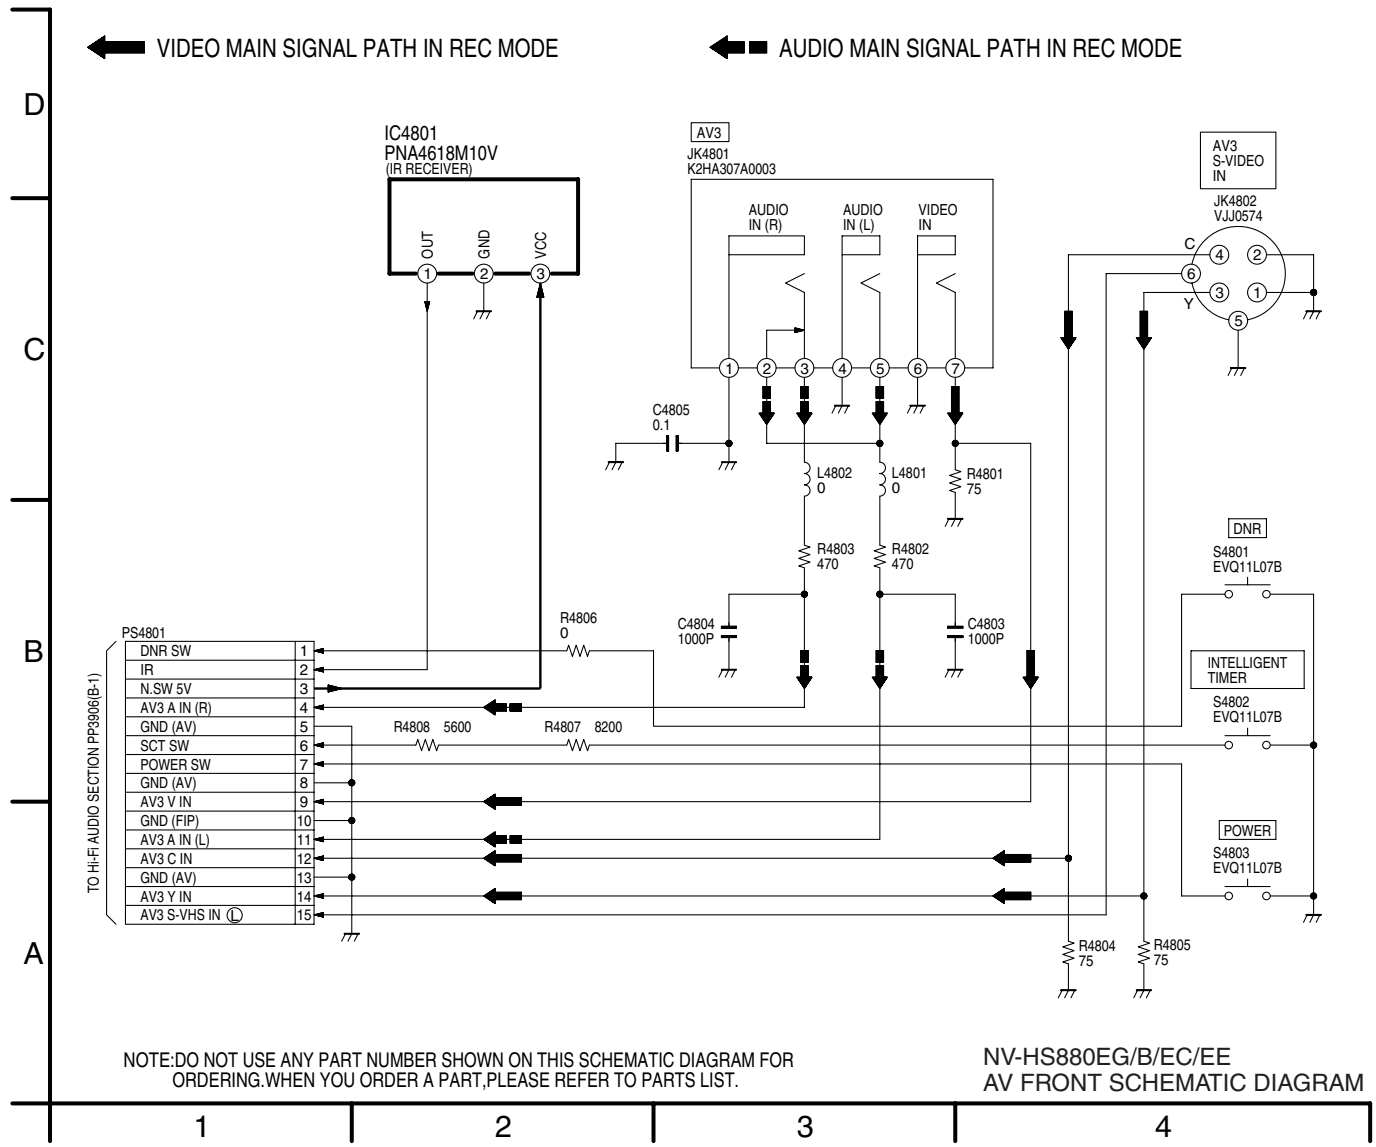 VIDEO MAIN SIGNAL PATH IN REC MODE
AUDIO MAIN SIGNAL PATH IN REC MODE
D
IC4801
PNA4618M10V
(IR RECEIVER)
OUT
GND
VCC
1
2
3
AV3
JK4801
K2HA307A0003
AUDIO
IN (R)
AUDIO
IN (L)
VIDEO
IN
1
2
3
4
5
6
7
AV3
S-VIDEO
IN
JK4802
VJJ0574
C
4
2
6
Y
3
1
5
C
C4805
0.1
L4802
0
L4801
0
R4801
75
R4803
470
R4802
470
C4804
1000P
C4803
1000P
DNR
S4801
EVQ11L07B
B
R4806
0
INTELLIGENT
TIMER
S4802
EVQ11L07B
R4808 5600
R4807 8200
POWER
S4803
EVQ11L07B
TO Hi-Fi AUDIO SECTION PP3906(B-1)
PS4801
DNR SW 1
IR 2
N.SW 5V 3
AV3 A IN (R) 4
GND (AV) 5
SCT SW 6
POWER SW 7
GND (AV) 8
AV3 V IN 9
GND (FIP) 10
AV3 A IN (L) 11
AV3 C IN 12
GND (AV) 13
AV3 Y IN 14
AV3 S-VHS IN Ⓛ 15
A
R4804
75
R4805
75
NOTE:DO NOT USE ANY PART NUMBER SHOWN ON THIS SCHEMATIC DIAGRAM FOR
ORDERING.WHEN YOU ORDER A PART,PLEASE REFER TO PARTS LIST.
NV-HS880EG/B/EC/EE
AV FRONT SCHEMATIC DIAGRAM
1
2
3
4